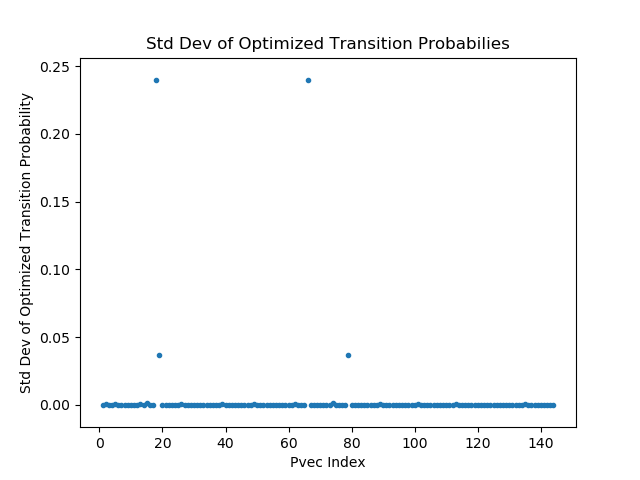 Std Dev of Optimized Transition Probabilies
0.25
0.20
0.15
0.10
0.05
0.00
Std Dev of Optimized Transition Probability
0 20 40 60 80 100 120 140
Pvec Index